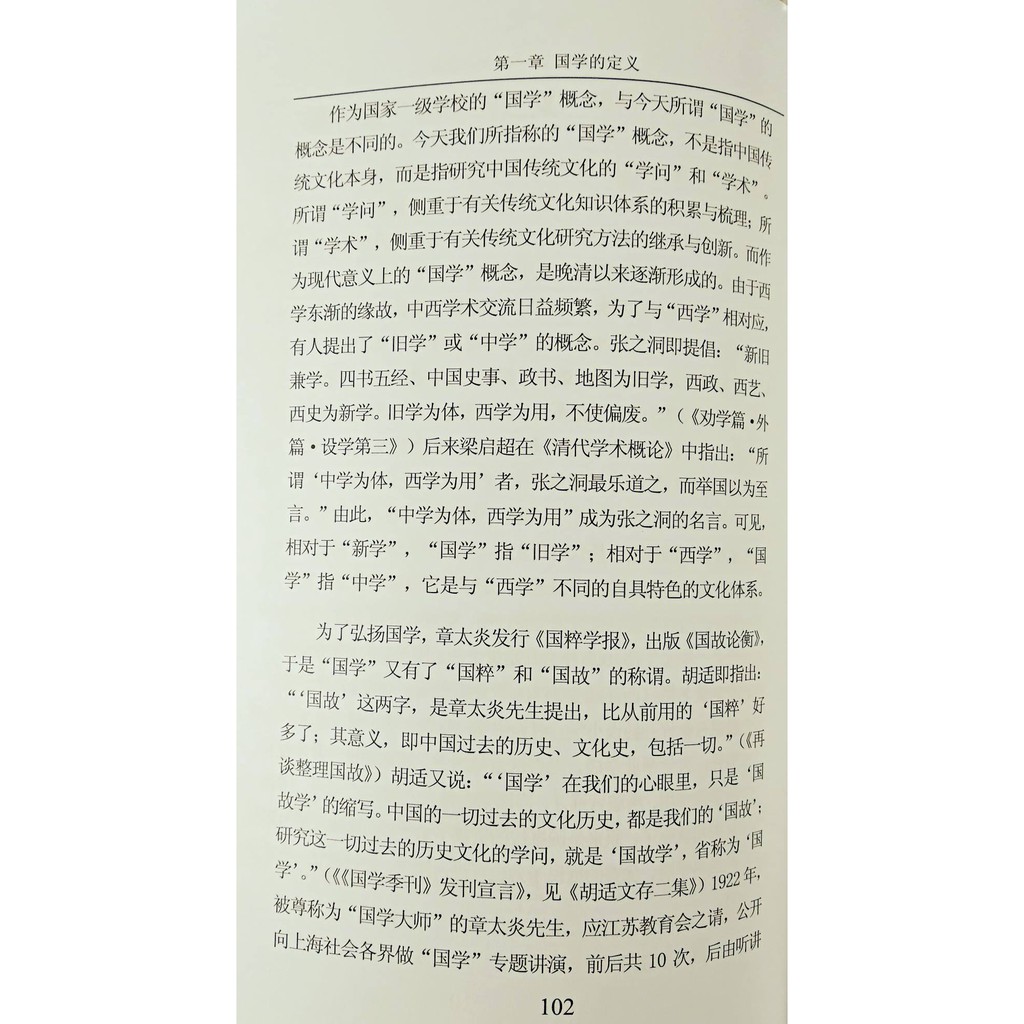 第一章 国学的定义
作为国家一级学校的“国学”概念，与今天所谓“国学”的
概念是不同的。今天我们所指称的“国学”概念，不是指中国传
统文化本身，而是指研究中国传统文化的“学问”和“学术”。
所谓“学问”，侧重于有关传统文化知识体系的积累与梳理；所
谓“学术”，侧重于有关传统文化研究方法的继承与创新。而作
为现代意义上的“国学”概念，是晚清以来逐渐形成的。由于西
学东渐的缘故，中西学术交流日益频繁，为了与“西学”相对应，
有人提出了“旧学”或“中学”的概念。张之洞即提倡：“新旧
兼学。四书五经、中国史事、政书、地图为旧学，西政、西艺、
西史为新学。旧学为体，西学为用，不使偏废。”（《劝学篇·外
篇·设学第三》）后来梁启超在《清代学术概论》中指出：“所
谓‘中学为体，西学为用’者，张之洞最乐道之，而举国以为至
言。”由此，“中学为体，西学为用”成为张之洞的名言。可见，
相对于“新学”，“国学”指“旧学”；相对于“西学”，“国
学”指“中学”，它是与“西学”不同的自具特色的文化体系。
为了弘扬国学，章太炎发行《国粹学报》，出版《国故论衡》，
于是“国学”又有了“国粹”和“国故”的称谓。胡适即指出：
“‘国故’这两字，是章太炎先生提出，比从前用的‘国粹’好
多了；其意义，即中国过去的历史、文化史，包括一切。”（《再
谈整理国故》）胡适又说：“‘国学’在我们的心眼里，只是‘国
故学’的缩写。中国的一切过去的文化历史，都是我们的‘国故’；
研究这一切过去的历史文化的学问，就是‘国故学’，省称为‘国
学’。”（《《国学季刊》发刊宣言》，见《胡适文存二集》）1922年，
被尊称为“国学大师”的章太炎先生，应江苏教育会之请，公开
向上海社会各界做“国学”专题讲演，前后共 10 次，后由听讲
102